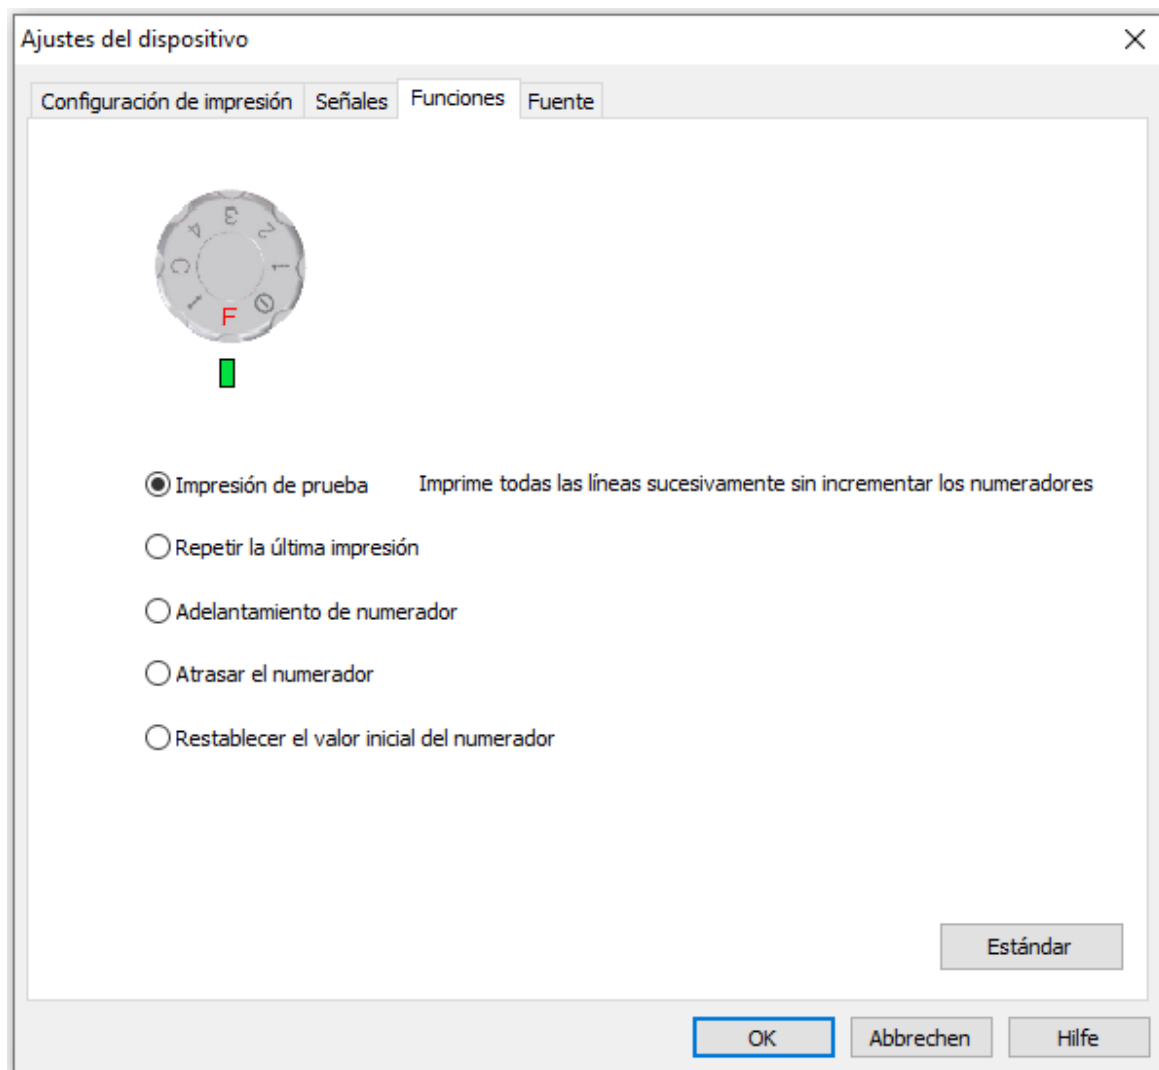 Ajustes del dispositivo
Configuración de impresión Señales Funciones Fuente
3
4 2
C 1
1 0
F
Impresión de prueba Imprime todas las líneas sucesivamente sin incrementar los numeradores
Repetir la última impresión
Adelantamiento de numerador
Atrasar el numerador
Restablecer el valor inicial del numerador
Estándar
OK Abbrechen Hilfe